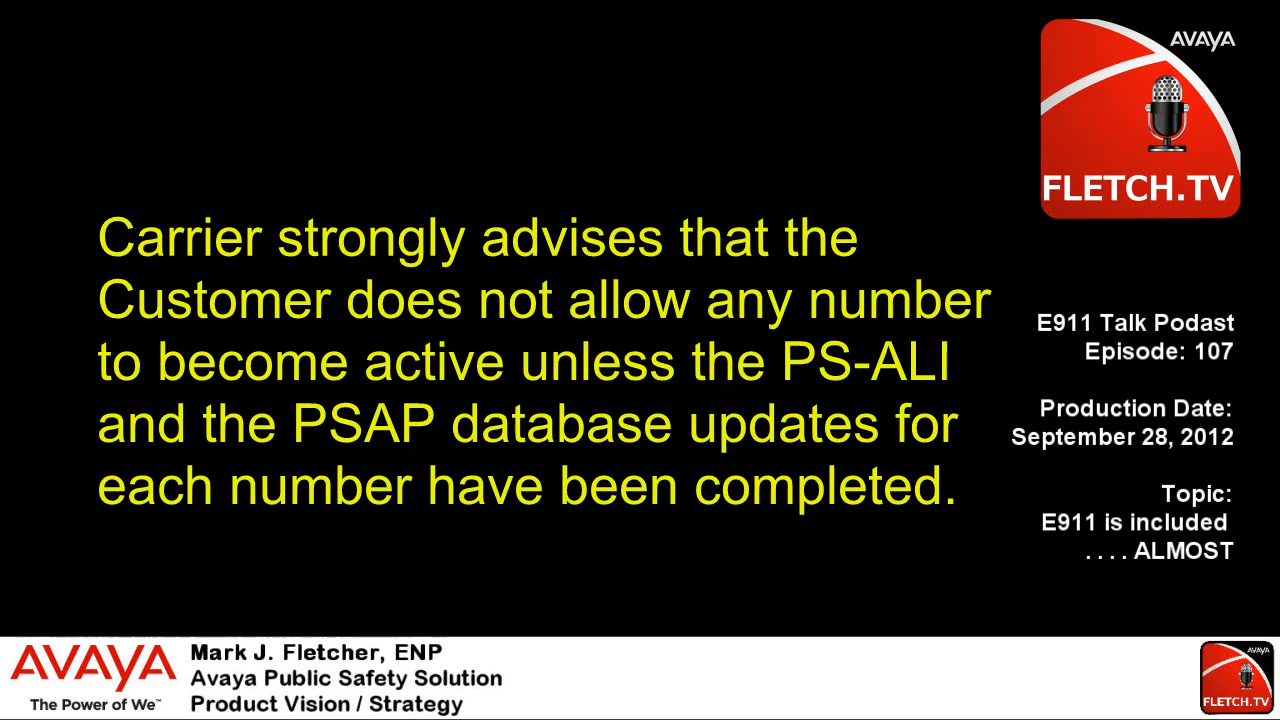 AVAYA
FLETCH.TV
Carrier strongly advises that the
Customer does not allow any number
to become active unless the PS-ALI
and the PSAP database updates for
each number have been completed.
E911 Talk Podast
Episode: 107
Production Date:
September 28, 2012
Topic:
E911 is included
. . . . ALMOST
AVAYA
The Power of We™
Mark J. Fletcher, ENP
Avaya Public Safety Solution
Product Vision / Strategy
AVAYA
FLETCH.TV